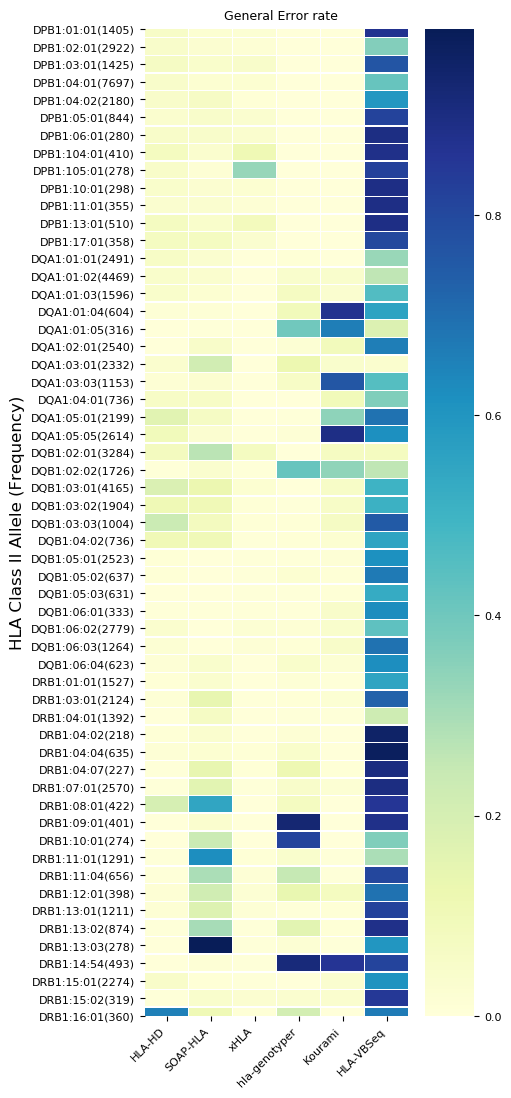 General Error rate
HLA Class II Allele (Frequency)
DPB1:01:01(1405)
DPB1:02:01(2922)
DPB1:03:01(1425)
DPB1:04:01(7697)
DPB1:04:02(2180)
DPB1:05:01(844)
DPB1:06:01(280)
DPB1:104:01(410)
DPB1:105:01(278)
DPB1:10:01(298)
DPB1:11:01(355)
DPB1:13:01(510)
DPB1:17:01(358)
DQA1:01:01(2491)
DQA1:01:02(4469)
DQA1:01:03(1596)
DQA1:01:04(604)
DQA1:01:05(316)
DQA1:02:01(2540)
DQA1:03:01(2332)
DQA1:03:03(1153)
DQA1:04:01(736)
DQA1:05:01(2199)
DQA1:05:05(2614)
DQB1:02:01(3284)
DQB1:02:02(1726)
DQB1:03:01(4165)
DQB1:03:02(1904)
DQB1:03:03(1004)
DQB1:04:02(736)
DQB1:05:01(2523)
DQB1:05:02(637)
DQB1:05:03(631)
DQB1:06:01(333)
DQB1:06:02(2779)
DQB1:06:03(1264)
DQB1:06:04(623)
DRB1:01:01(1527)
DRB1:03:01(2124)
DRB1:04:01(1392)
DRB1:04:02(218)
DRB1:04:04(635)
DRB1:04:07(227)
DRB1:07:01(2570)
DRB1:08:01(422)
DRB1:09:01(401)
DRB1:10:01(274)
DRB1:11:01(1291)
DRB1:11:04(656)
DRB1:12:01(398)
DRB1:13:01(1211)
DRB1:13:02(874)
DRB1:13:03(278)
DRB1:14:54(493)
DRB1:15:01(2274)
DRB1:15:02(319)
DRB1:16:01(360)
HLA-HD
SOAP-HLA
xHLA
hla-genotyper
Kourami
HLA-VBSeq
0.8
0.6
0.4
0.2
0.0